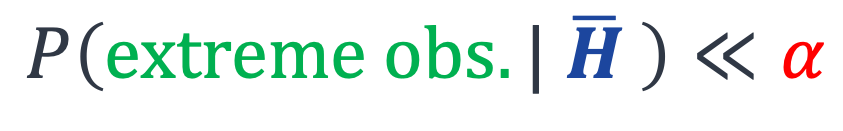 P(extreme obs. | H̅ ) ≪ α